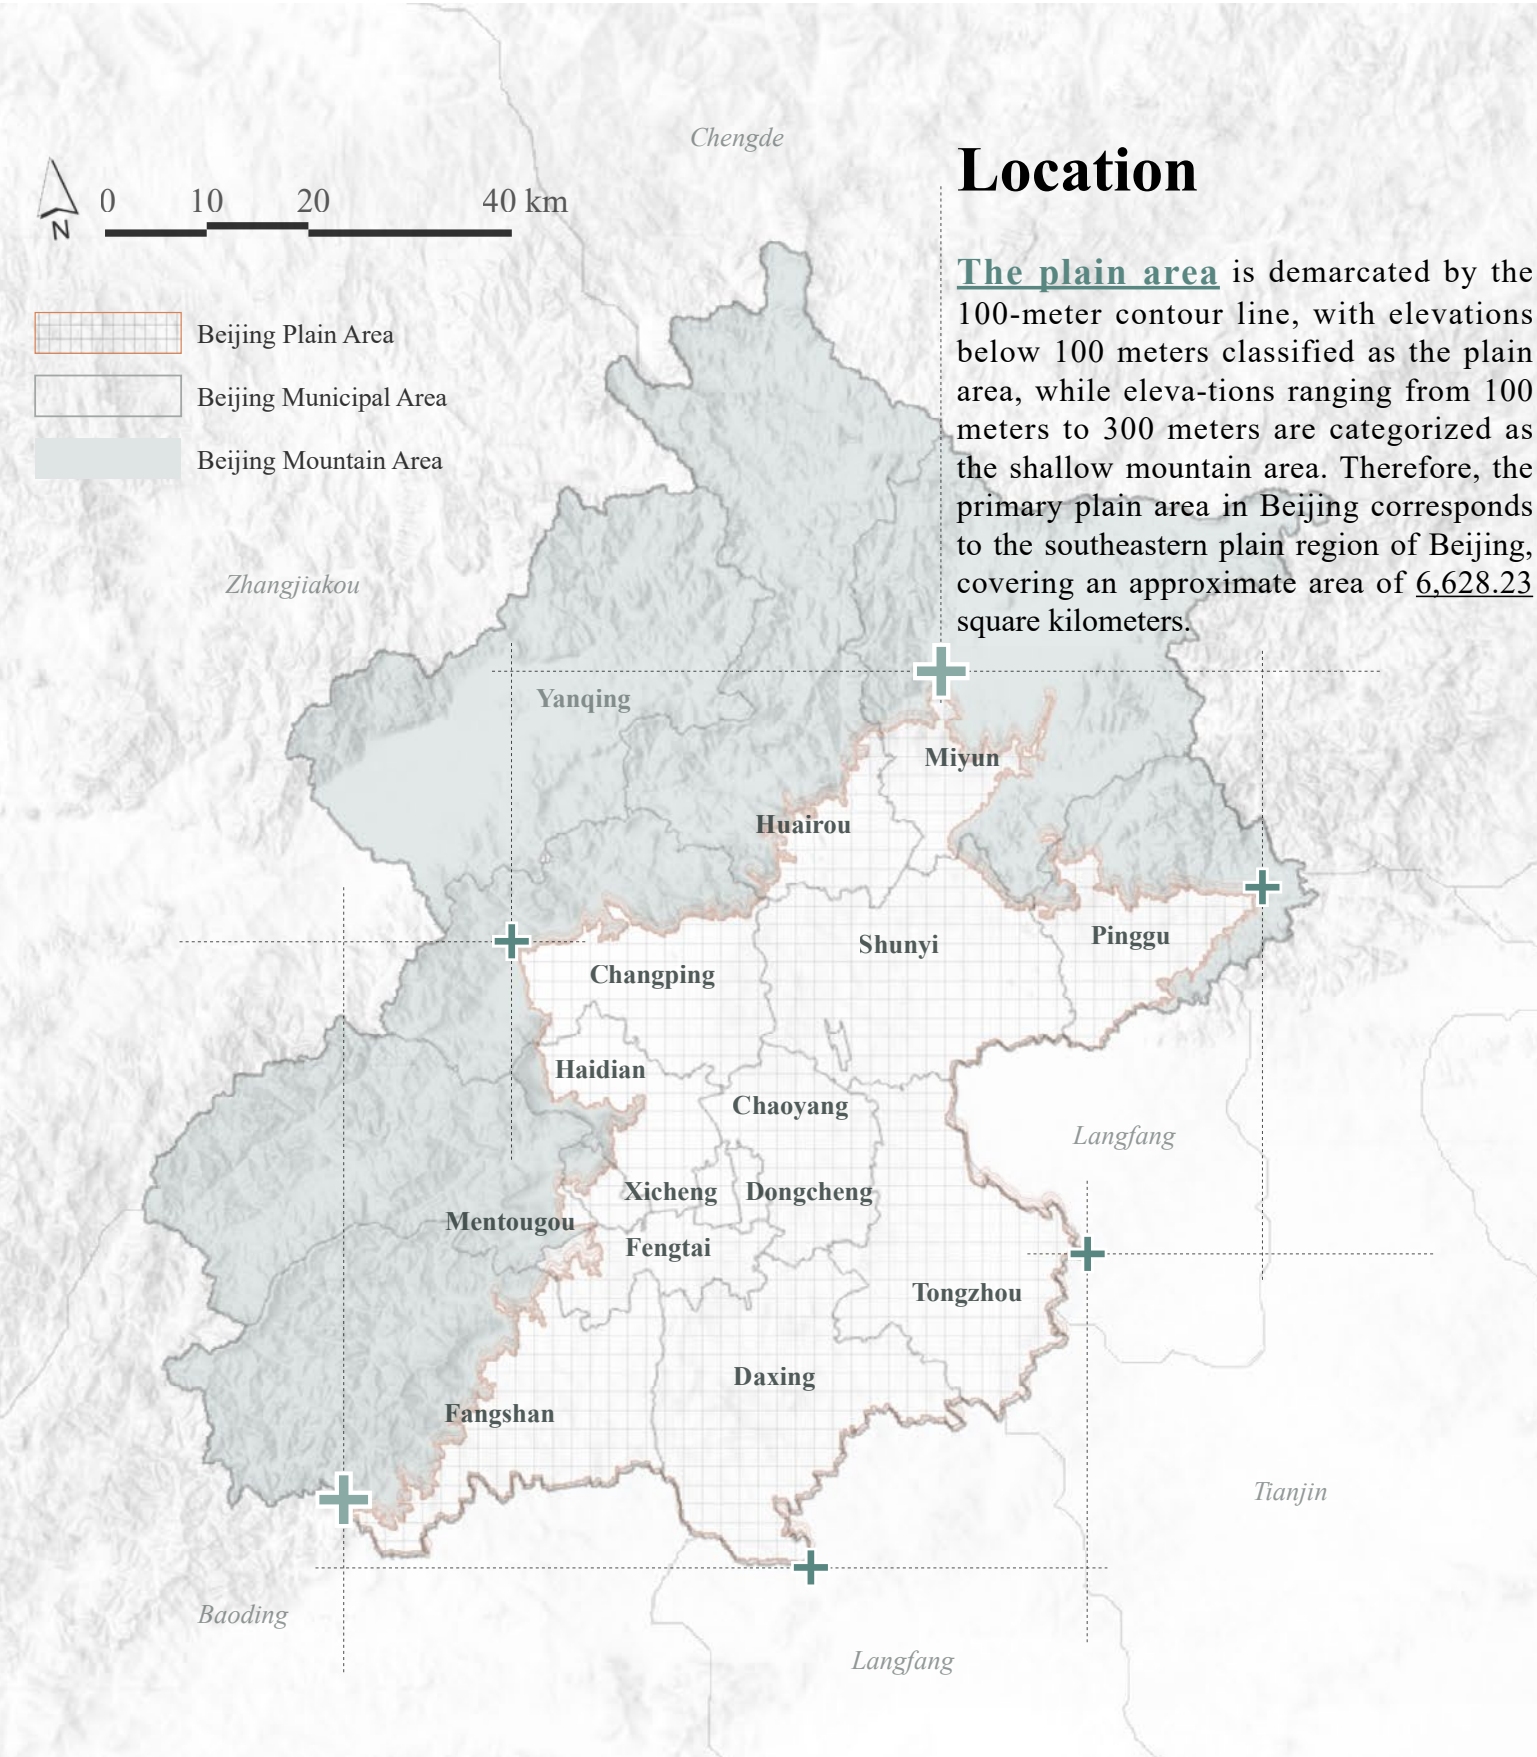 Chengde
Location
0 10 20 40 km
N
The plain area is demarcated by the
100-meter contour line, with elevations
below 100 meters classified as the plain
area, while eleva-tions ranging from 100
meters to 300 meters are categorized as
the shallow mountain area. Therefore, the
primary plain area in Beijing corresponds
to the southeastern plain region of Beijing,
covering an approximate area of 6,628.23
square kilometers.
Beijing Plain Area
Beijing Municipal Area
Beijing Mountain Area
Zhangjiakou
Yanqing
Miyun
Huairou
Pinggu
Shunyi
Changping
Haidian
Chaoyang
Langfang
Xicheng
Dongcheng
Mentougou
Fengtai
Tongzhou
Daxing
Fangshan
Tianjin
Baoding
Langfang